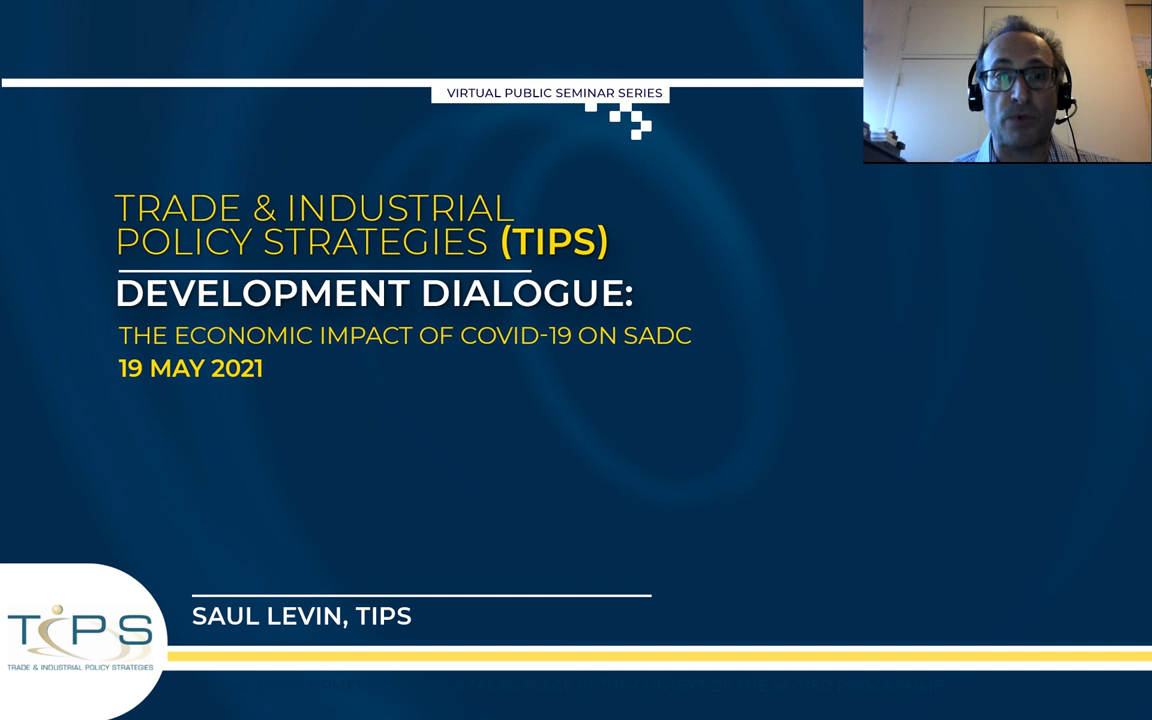 VIRTUAL PUBLIC SEMINAR SERIES
TRADE & INDUSTRIAL
POLICY STRATEGIES (TIPS)
DEVELOPMENT DIALOGUE:
THE ECONOMIC IMPACT OF COVID-19 ON SADC
19 MAY 2021
SAUL LEVIN, TIPS
TiPS
TRADE & INDUSTRIAL POLICY STRATEGIES